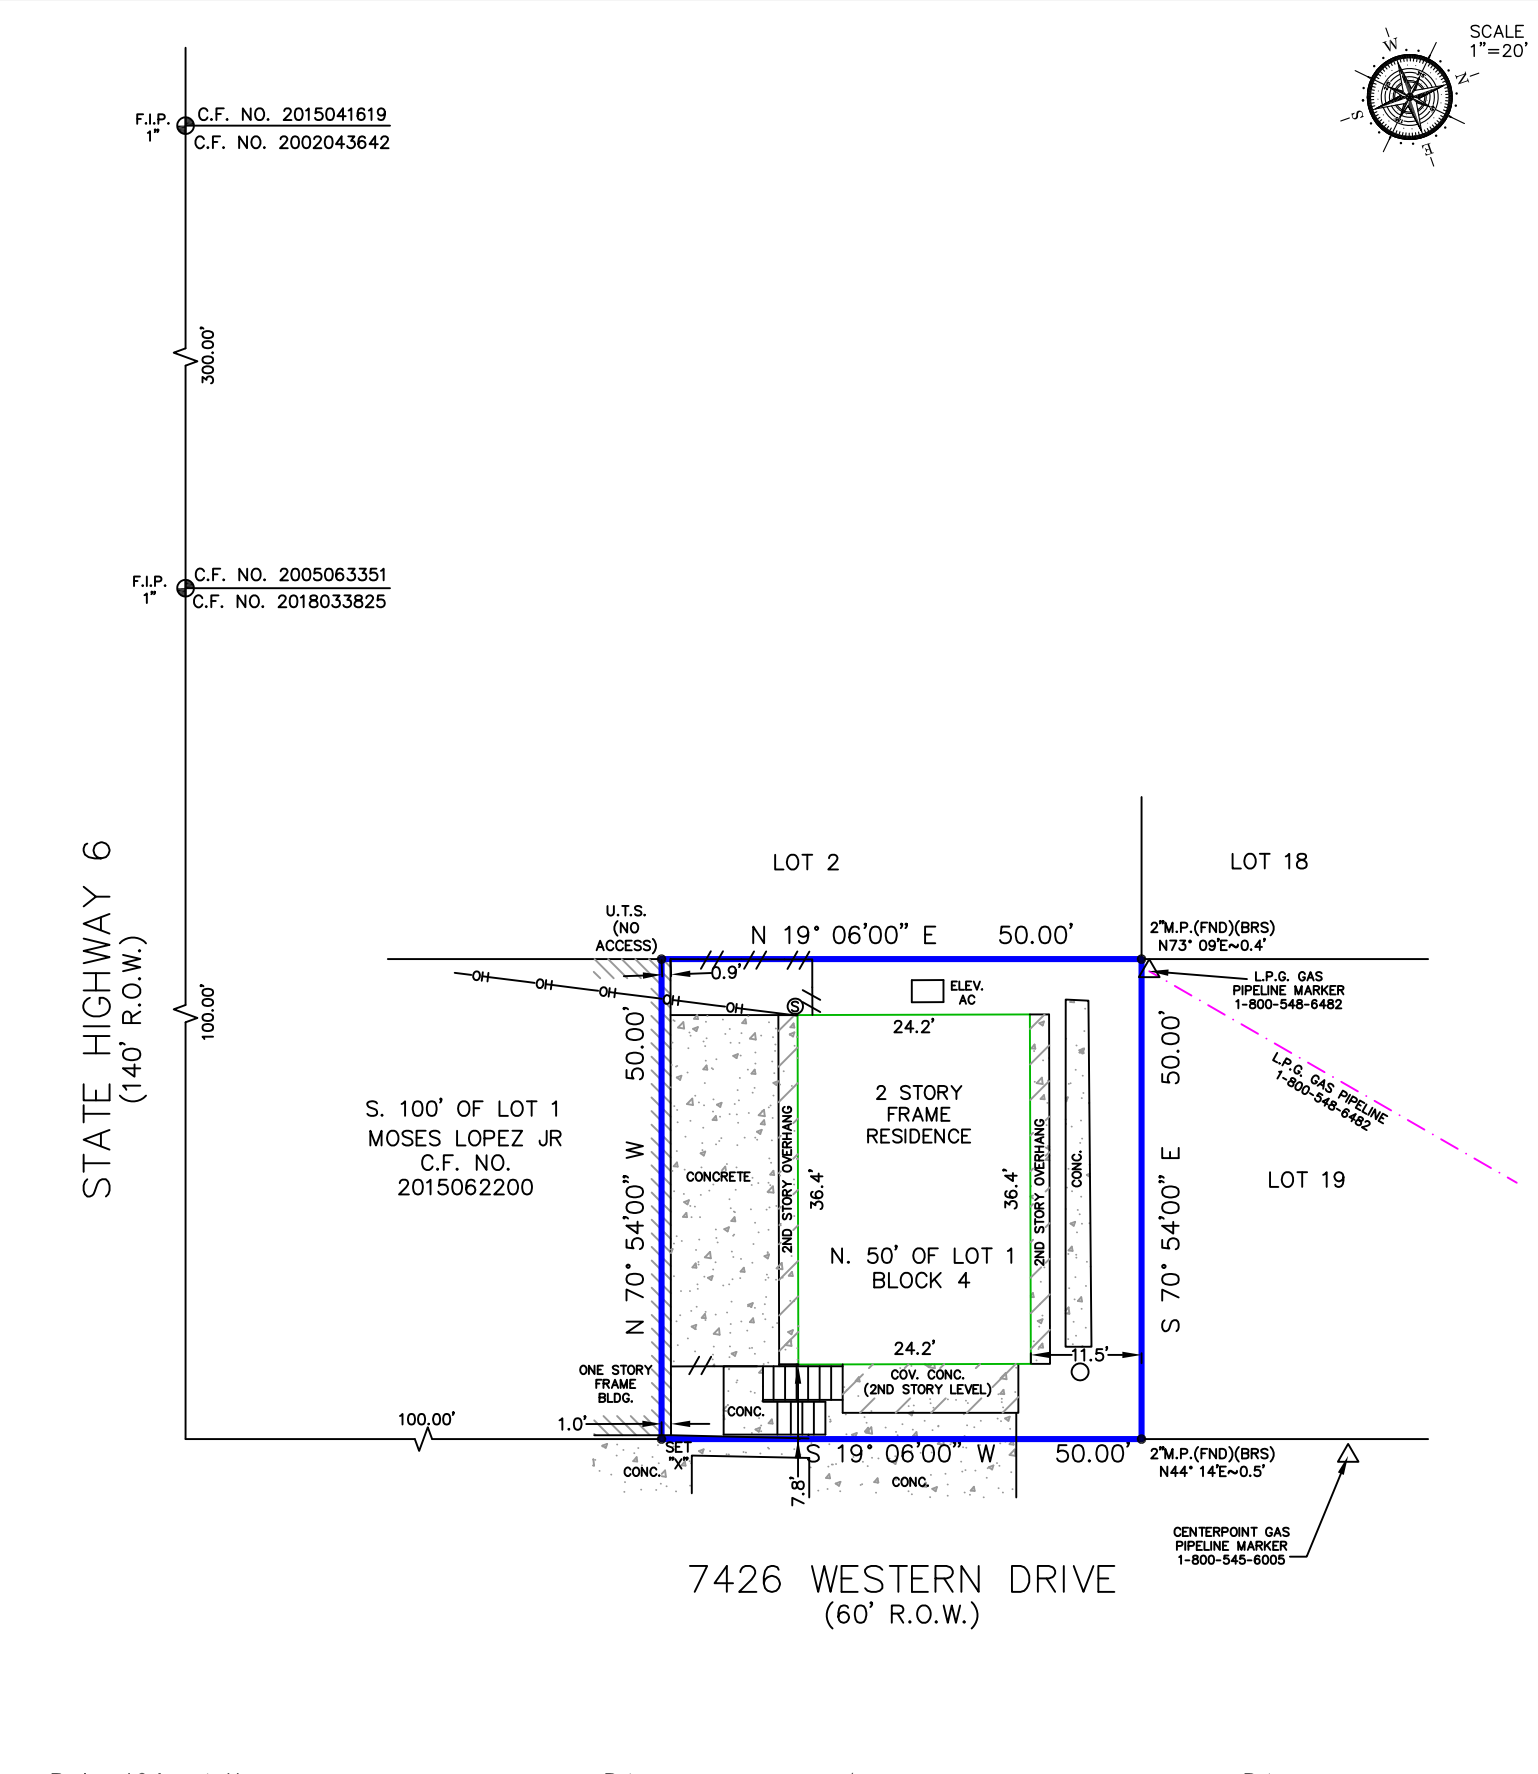 SCALE
1"=20'
W
N
S
E
F.I.P.
1"
C.F. NO. 2015041619
C.F. NO. 2002043642
300.00'
F.I.P.
1"
C.F. NO. 2005063351
C.F. NO. 2018033825
STATE HIGHWAY 6
(140' R.O.W.)
100.00'
LOT 2
LOT 18
U.T.S.
(NO
ACCESS)
N 19° 06'00" E 50.00'
2"M.P.(FND)(BRS)
N73° 09'E~0.4'
0.9'
OH
OH
OH
OH
OH
S
ELEV.
AC
L.P.G. GAS
PIPELINE MARKER
1-800-548-6482
L.P.G. GAS PIPELINE
1-800-548-6482
24.2'
N 70° 54'00" W 50.00'
S 70° 54'00" E 50.00'
S. 100' OF LOT 1
MOSES LOPEZ JR
C.F. NO.
2015062200
2 STORY
FRAME
RESIDENCE
CONCRETE
2ND STORY OVERHANG
36.4'
36.4'
2ND STORY OVERHANG
CONC.
LOT 19
N. 50' OF LOT 1
BLOCK 4
24.2'
11.5'
ONE STORY
FRAME
BLDG.
COV. CONC.
(2ND STORY LEVEL)
CONC.
1.0'
100.00'
SET
"X"
CONC.
7.8'
S 19° 06'00" W 50.00'
CONC.
2"M.P.(FND)(BRS)
N44° 14'E~0.5'
CENTERPOINT GAS
PIPELINE MARKER
1-800-545-6005
7426 WESTERN DRIVE
(60' R.O.W.)